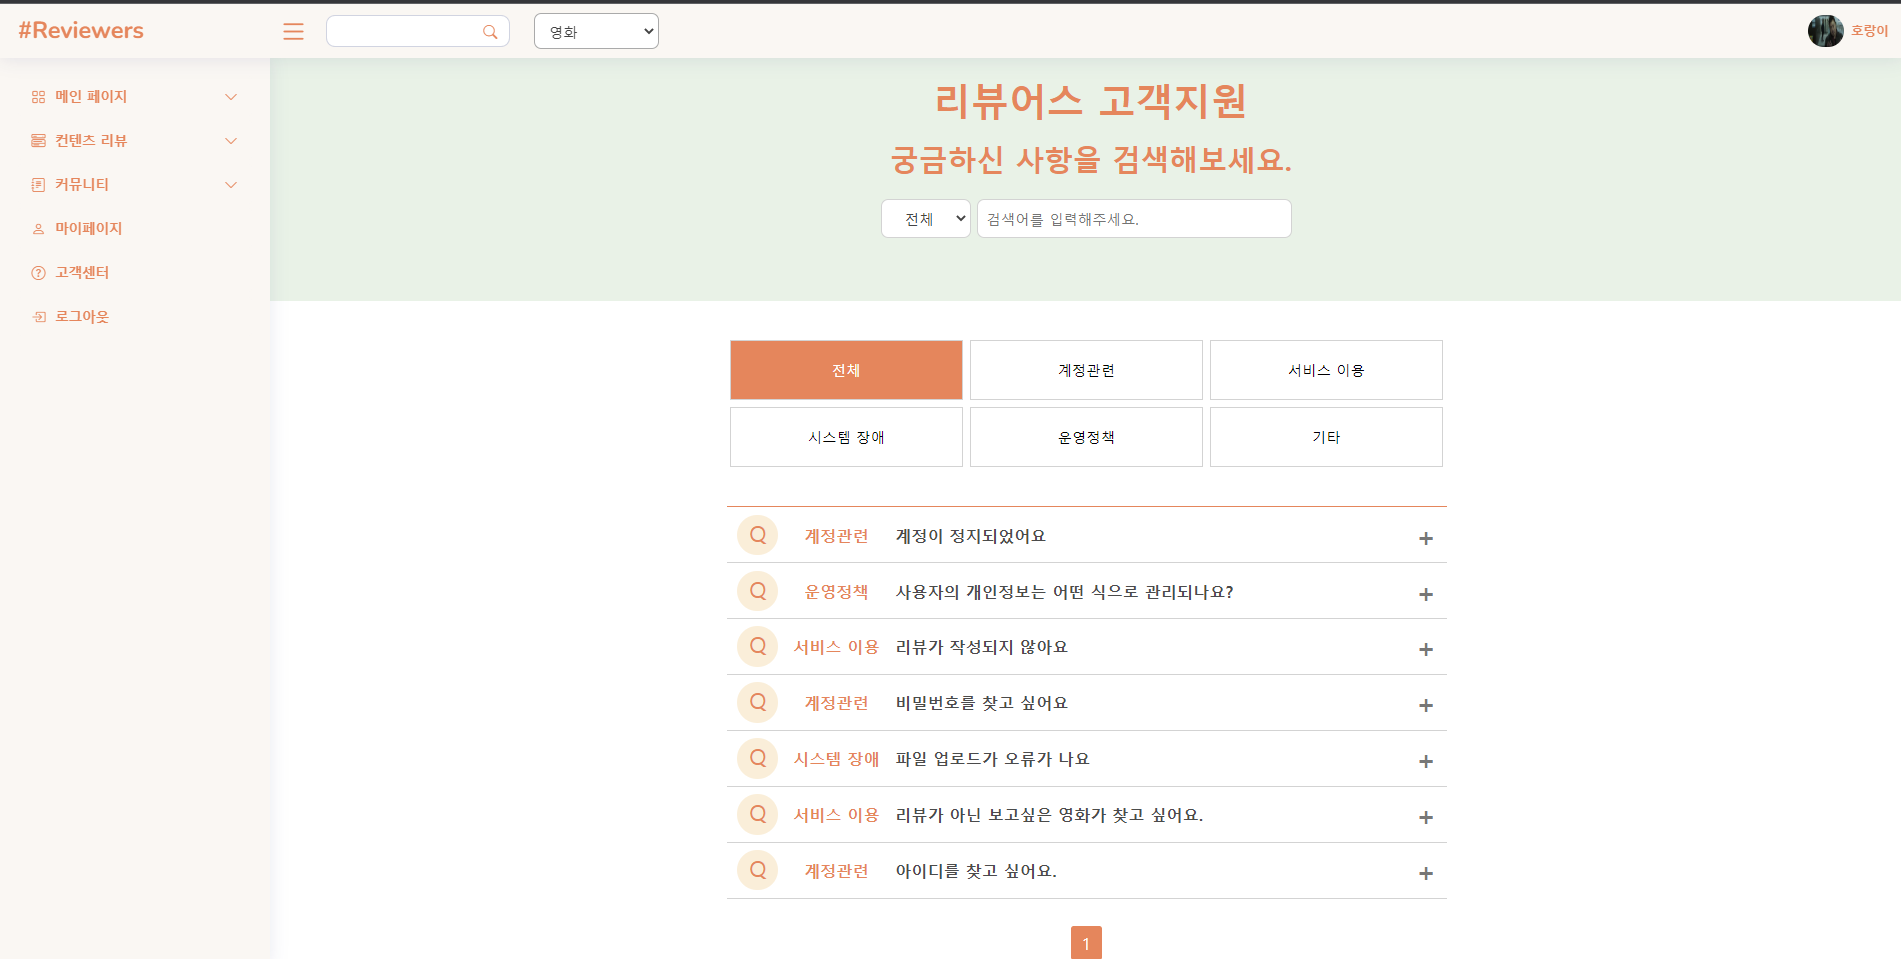 #Reviewers
영화
호랑이
메인 페이지
컨텐츠 리뷰
커뮤니티
마이페이지
고객센터
로그아웃
리뷰어스 고객지원
궁금하신 사항을 검색해보세요.
전체 검색어를 입력해주세요.
전체 계정관련 서비스 이용
시스템 장애 운영정책 기타
Q 계정관련 계정이 정지되었어요 +
Q 운영정책 사용자의 개인정보는 어떤 식으로 관리되나요? +
Q 서비스 이용 리뷰가 작성되지 않아요 +
Q 계정관련 비밀번호를 찾고 싶어요 +
Q 시스템 장애 파일 업로드가 오류가 나요 +
Q 서비스 이용 리뷰가 아닌 보고싶은 영화가 찾고 싶어요. +
Q 계정관련 아이디를 찾고 싶어요. +
1